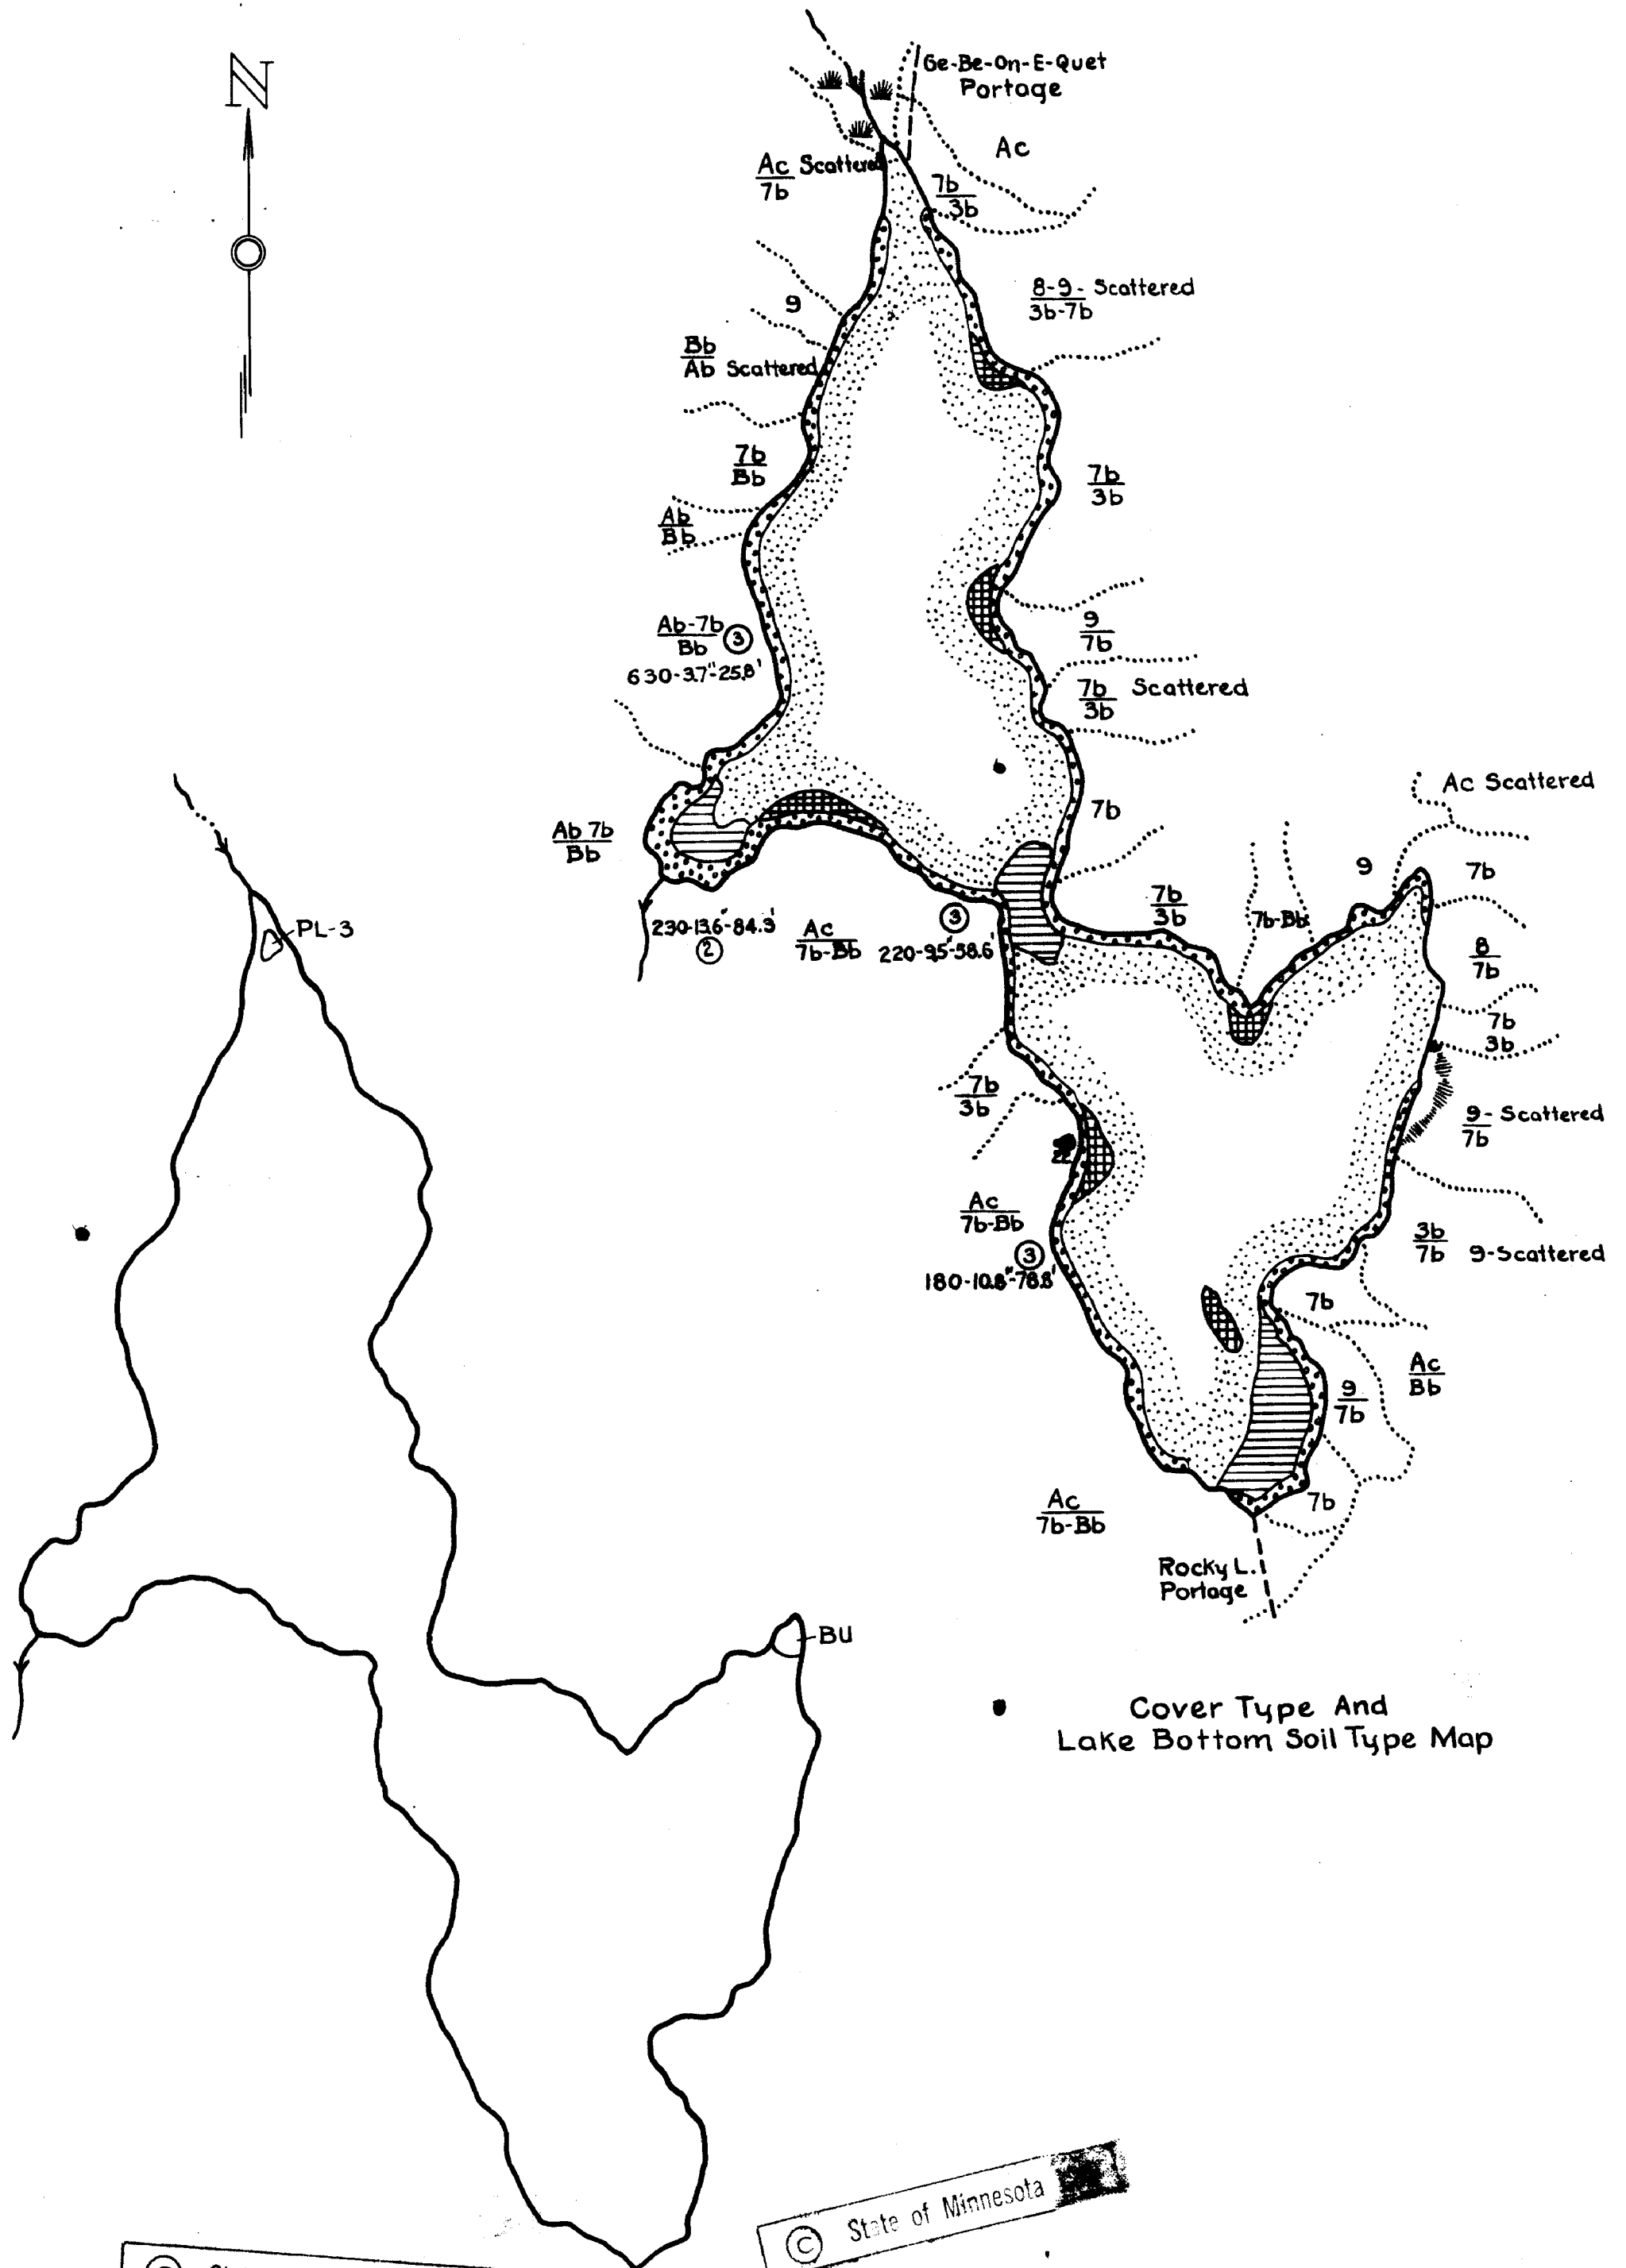 N
Ge-Be-On-E-Quet
Portage
Ac
Ac Scattered
7b
7b
3b
8-9- Scattered
3b-7b
9
Bb
Ab Scattered
7b
Bb
7b
3b
Ab
Bb
9
7b
Ab-7b
Bb ③
630-3.7"-25.8'
7b Scattered
3b
Ac Scattered
7b
Ab 7b
Bb
9
7b
7b
3b
7b-Bb
230-13.6"-84.3'
②
Ac
7b-Bb
③
220-9.5"-58.6'
8
7b
PL-3
7b
3b
7b
3b
9- Scattered
7b
Ac
7b-Bb
③
180-10.8"-78.8'
3b
7b 9-Scattered
7b
Ac
Bb
9
7b
7b
Ac
7b-Bb
Rocky L.
Portage
BU
Cover Type And
Lake Bottom Soil Type Map
© State of Minnesota